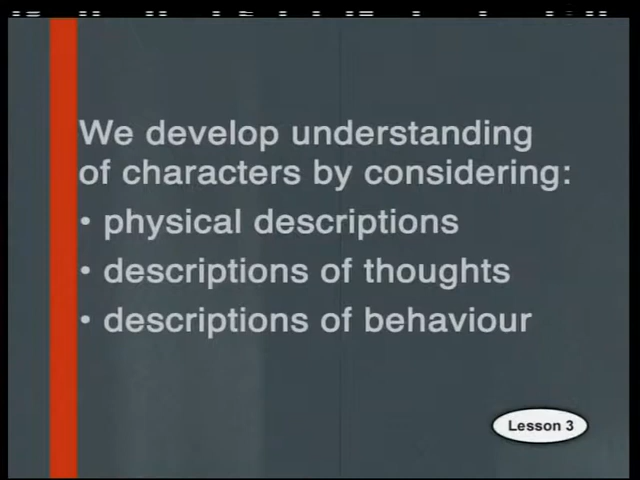 We develop understanding
of characters by considering:
• physical descriptions
• descriptions of thoughts
• descriptions of behaviour
Lesson 3